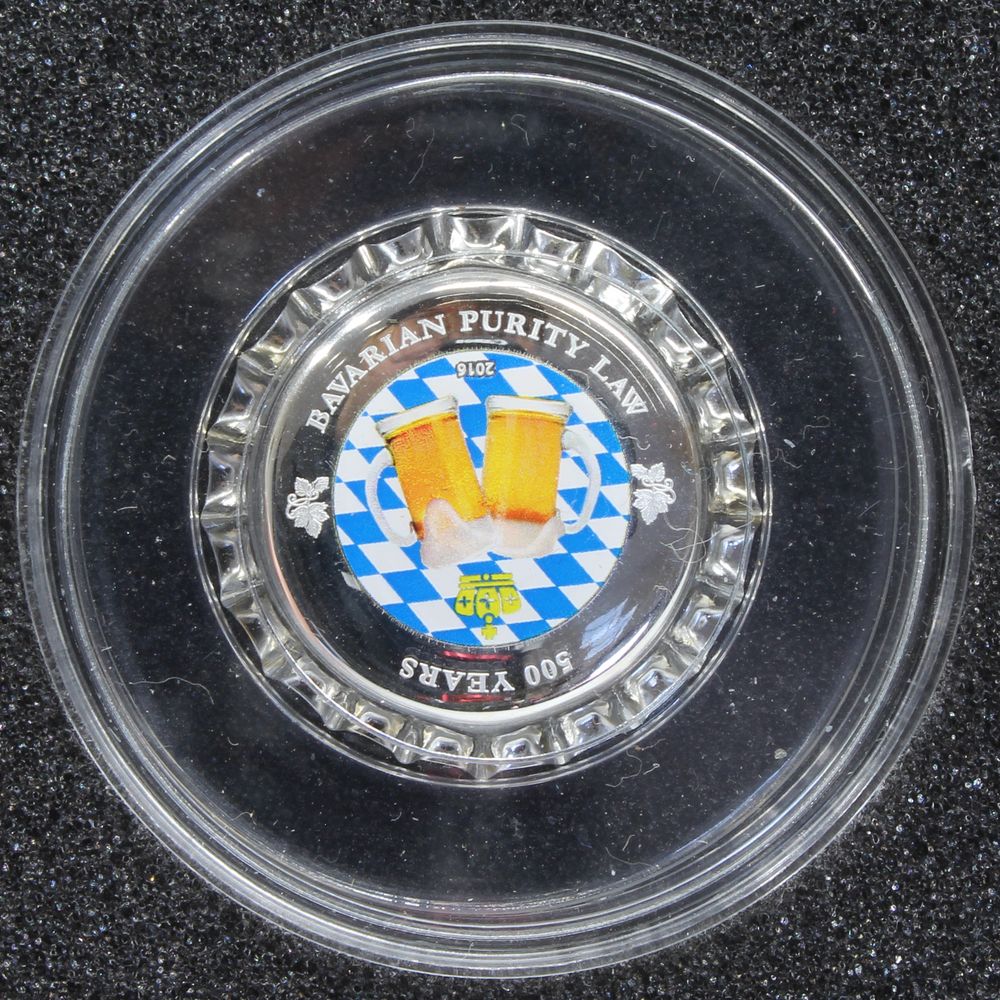 BAVARIAN PURITY LAW
2016
500 YEARS